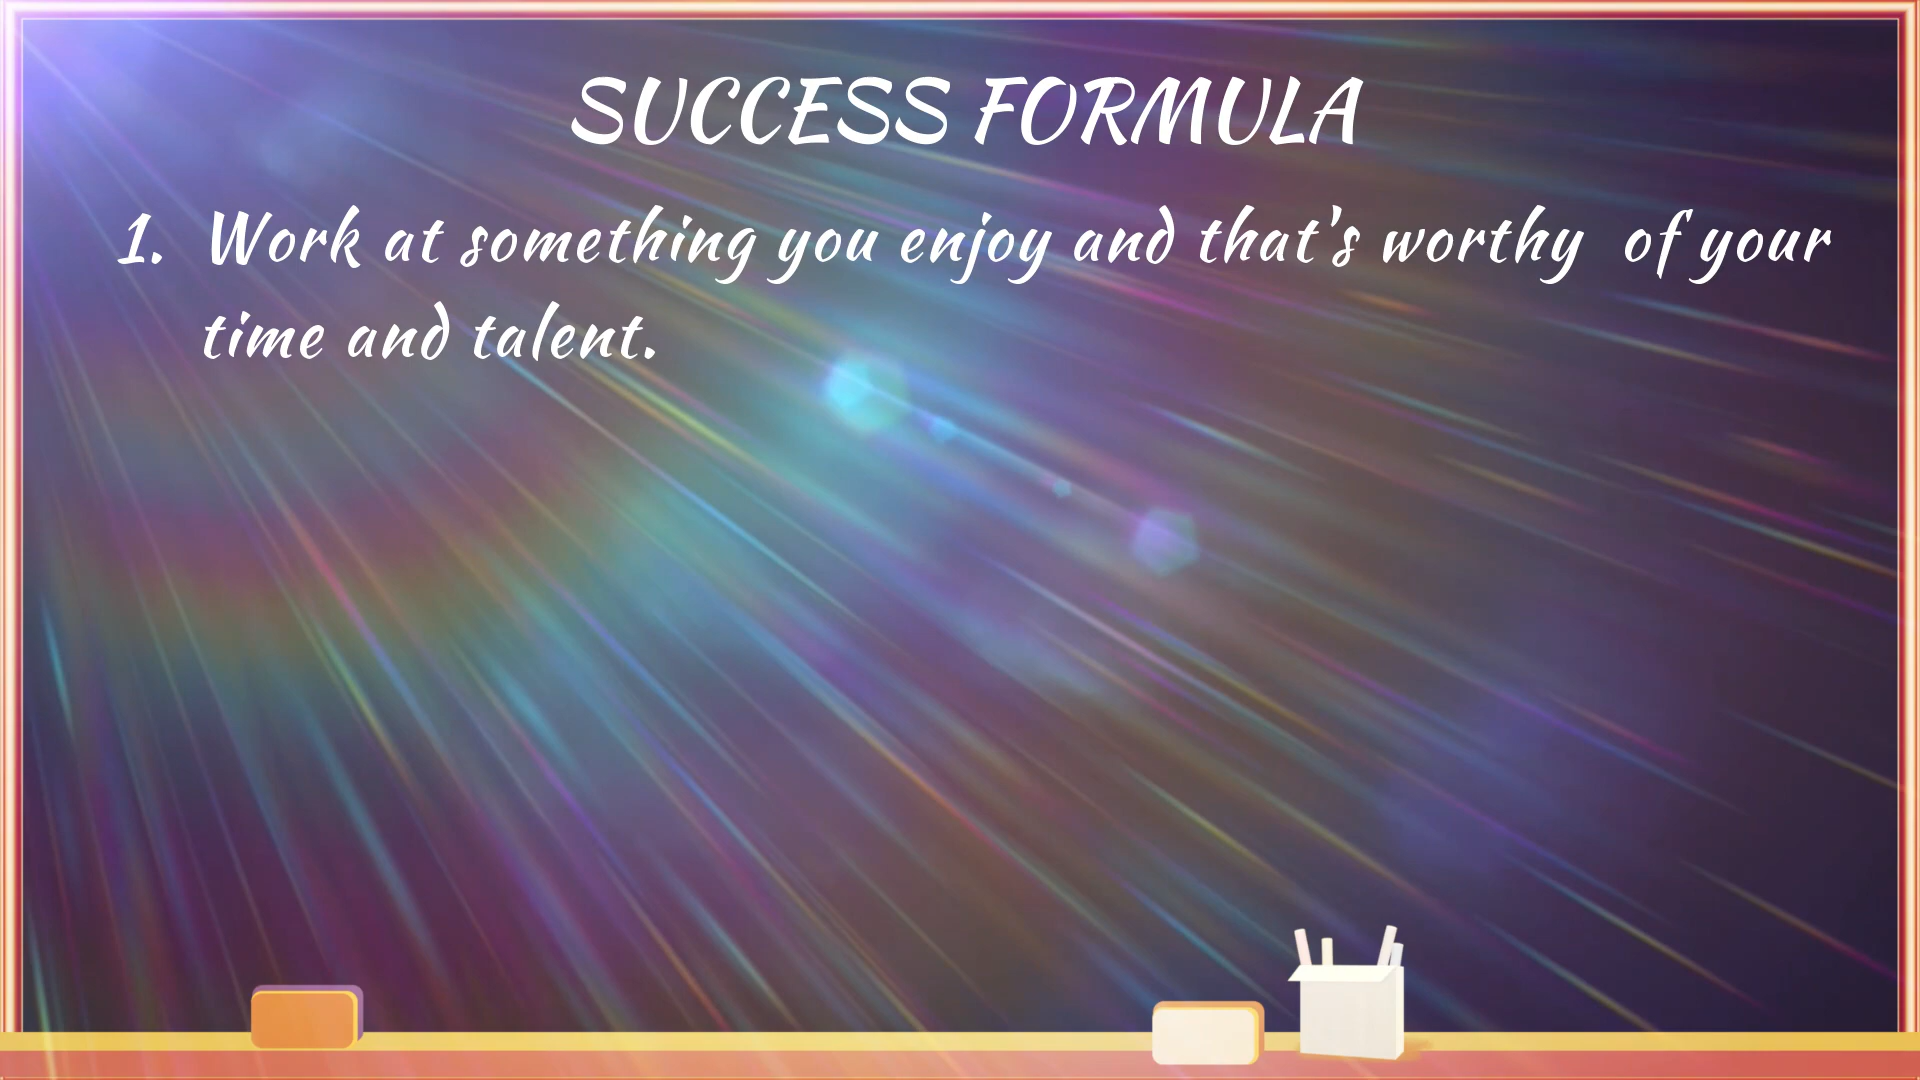 SUCCESS FORMULA
1. Work at something you enjoy and that's worthy  of your
time and talent.